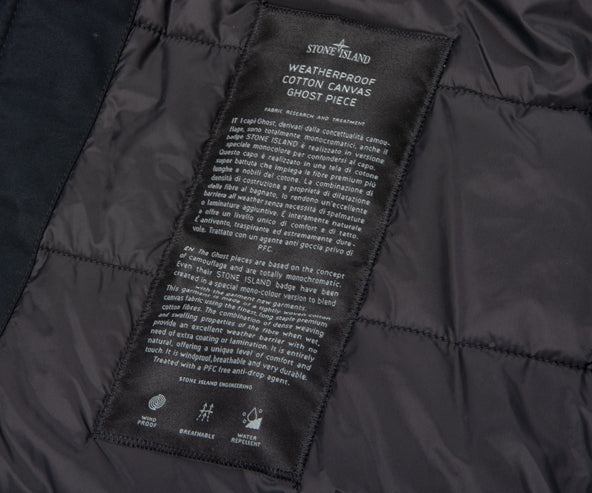 STONE ISLAND
WEATHERPROOF
COTTON CANVAS
GHOST PIECE
FABRIC RESEARCH AND TREATMENT
IT I capi Ghost, derivati dalla concettualità camou-
flage, sono totalmente monocromatici, anche il
badge STONE ISLAND è realizzato in versione
speciale monocolore per confondersi al capo.
Questo capo è realizzato in una tela di cotone
super battuta che impiega le fibre premium più
lunghe e nobili del cotone. La combinazione di
densità di costruzione e proprietà di dilatazione
della fibre al bagnato, lo rendono un'eccellente
barriera all'weather senza necessità di spalmature
o laminature aggiuntive. È interamente naturale
e offre un livello unico di comfort e di tatto.
È antivento, traspirante ed estremamente dure-
vole. Trattato con un agente anti goccia privo di
PFC.
EN The Ghost pieces are based on the concept
of camouflage and are totally monochromatic.
Even their STONE ISLAND badge have been
created in a special mono-colour version to blend
with the garment new garments.
This garment is made of a tightly woven cotton
canvas fabric using the finest, long staple premium
cotton fibres. The combination of dense weaving
and swelling properties of the fibre when wet,
provide an excellent weather barrier with no
need of extra coating or lamination. It is entirely
natural, offering a unique level of comfort and
touch. It is windproof, breathable and very durable.
Treated with a PFC free anti-drop agent.
STONE ISLAND ENGINEERING
WIND
PROOF
BREATHABLE
WATER
REPELLENT